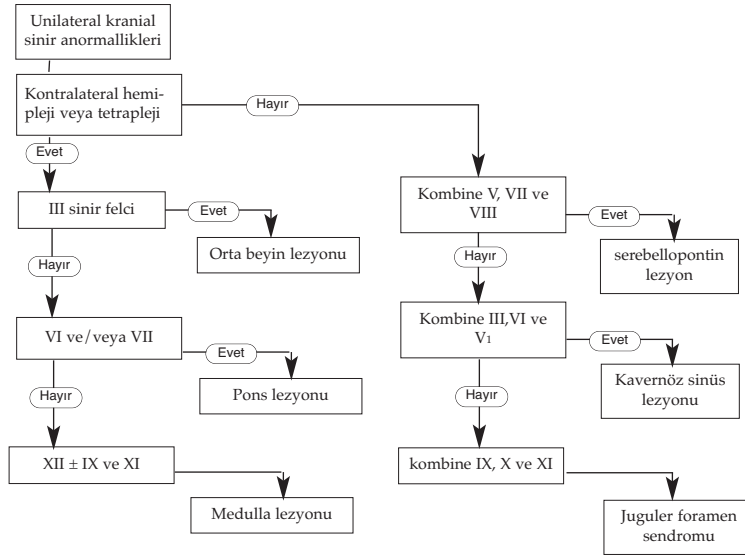 Unilateral kranial
sinir anormallikleri
Kontralateral hemi-
pleji veya tetrapleji
Hayır
Evet
III sinir felci
Evet
Orta beyin lezyonu
Hayır
VI ve/veya VII
Evet
Pons lezyonu
Hayır
XII ± IX ve XI
Medulla lezyonu
Kombine V, VII ve
VIII
Evet
serebellopontin
lezyon
Hayır
Kombine III,VI ve
V1
Evet
Kavernöz sinüs
lezyonu
Hayır
kombine IX, X ve XI
Juguler foramen
sendromu